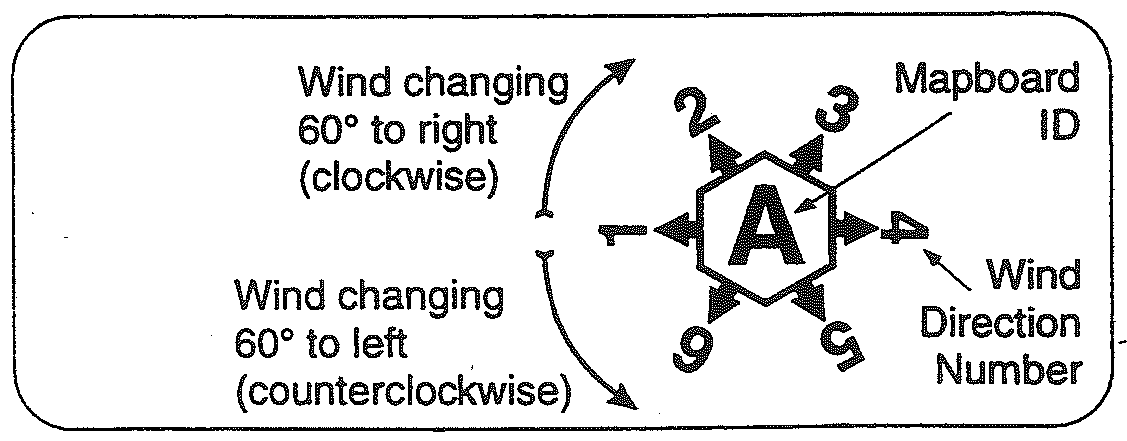 Wind changing
60° to right
(clockwise)
Mapboard
ID
2
3
A
1
4
6
5
Wind changing
60° to left
(counterclockwise)
Wind
Direction
Number